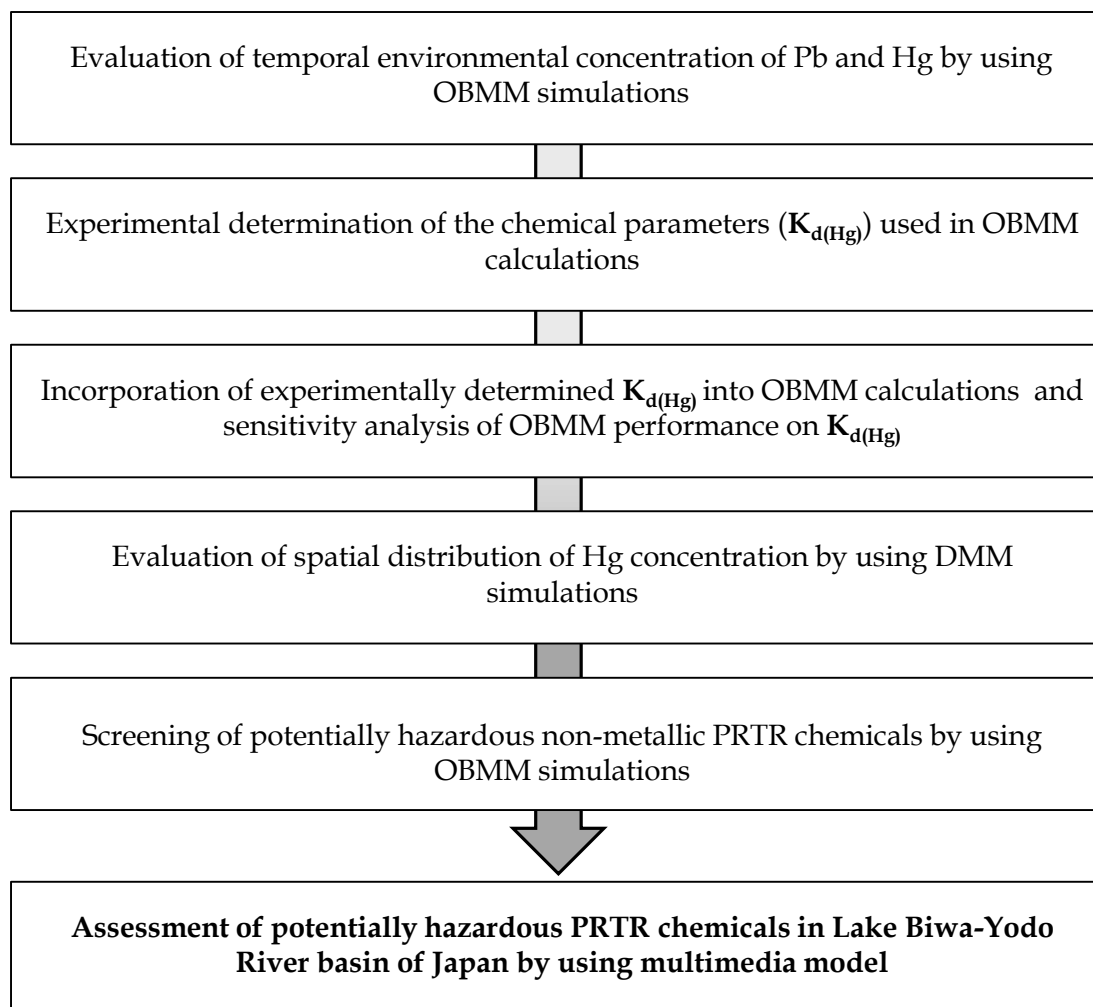 Evaluation of temporal environmental concentration of Pb and Hg by using
OBMM simulations
Experimental determination of the chemical parameters (Kd(Hg)) used in OBMM
calculations
Incorporation of experimentally determined Kd(Hg) into OBMM calculations and
sensitivity analysis of OBMM performance on Kd(Hg)
Evaluation of spatial distribution of Hg concentration by using DMM
simulations
Screening of potentially hazardous non-metallic PRTR chemicals by using
OBMM simulations
Assessment of potentially hazardous PRTR chemicals in Lake Biwa-Yodo
River basin of Japan by using multimedia model